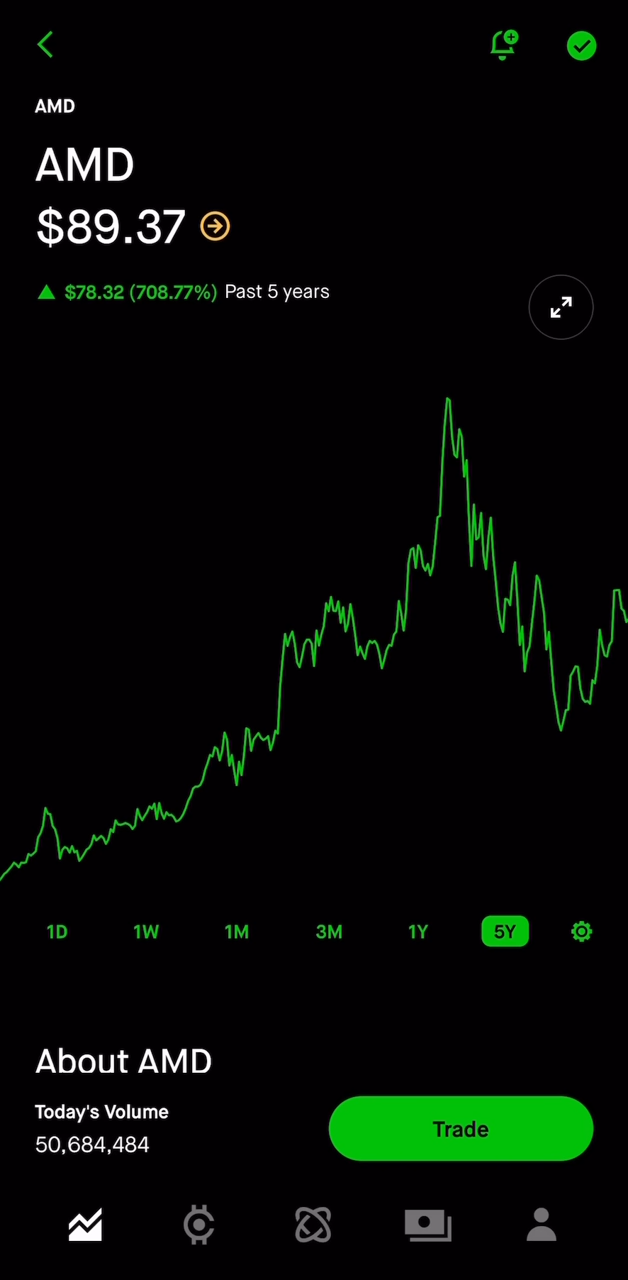 AMD
AMD
$89.37
$78.32 (708.77%) Past 5 years
1D 1W 1M 3M 1Y 5Y
About AMD
Today's Volume
50,684,484
Trade